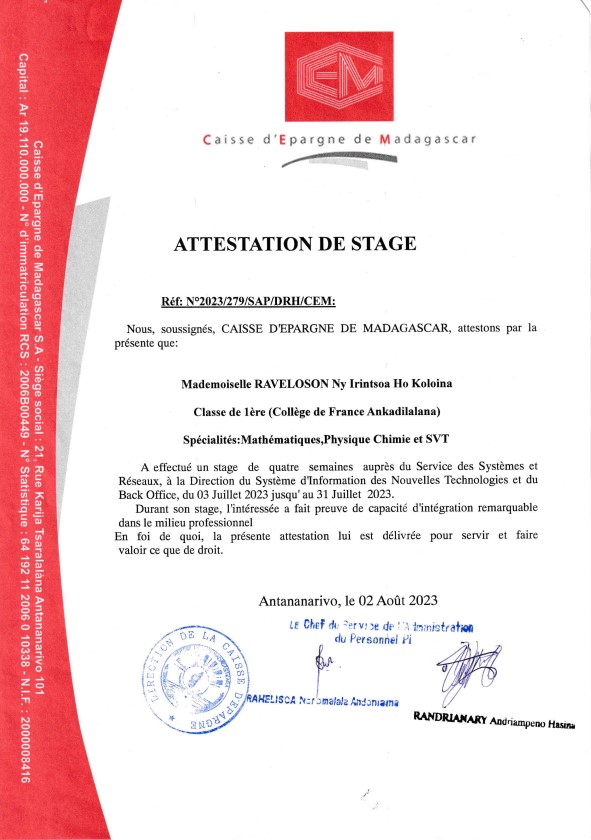 CEM
Caisse d'Epargne de Madagascar
ATTESTATION DE STAGE
Réf: N°2023/279/SAP/DRH/CEM:
Nous, soussignés, CAISSE D'EPARGNE DE MADAGASCAR, attestons par la
présente que:
Mademoiselle RAVELOSON Ny Irintsoa Ho Koloina
Classe de 1ère (Collège de France Ankadilalana)
Spécialités:Mathématiques,Physique Chimie et SVT
A effectué un stage de quatre semaines auprès du Service des Systèmes et
Réseaux, à la Direction du Système d'Information des Nouvelles Technologies et du
Back Office, du 03 Juillet 2023 jusqu' au 31 Juillet 2023.
Durant son stage, l'intéressée a fait preuve de capacité d'intégration remarquable
dans le milieu professionnel
En foi de quoi, la présente attestation lui est délivrée pour servir et faire
valoir ce que de droit.
Antananarivo, le 02 Août 2023
Le Chef du Service de l'Administration
du Personnel Pi
DIRECTION DE LA CAISSE D'EPARGNE
RANDRIANARY Andriampeno Hasina
Caisse d'Epargne de Madagascar S.A - Siège social : 21, Rue Karija Tsaralalàna Antananarivo 101
Capital : Ar 19.110.000.000 - N° d'immatriculation RCS : 2006B00449 - N° Statistique : 64 192 11 2006 0 10338 - N.I.F. : 2000008416